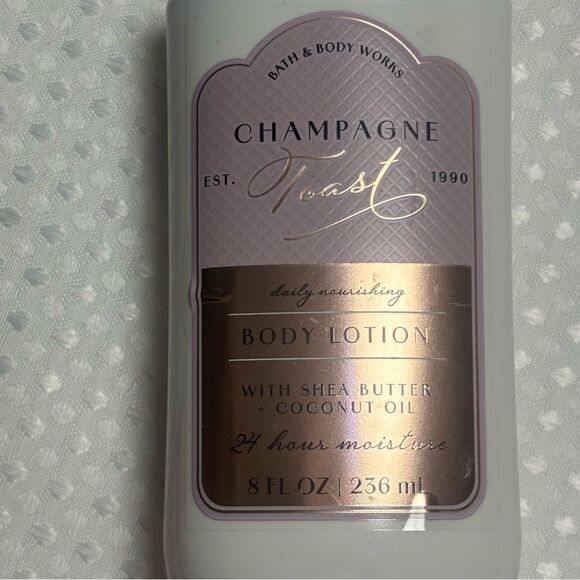 BATH & BODY WORKS
CHAMPAGNE
EST. Toast 1990
daily nourishing
BODY LOTION
WITH SHEA BUTTER
+ COCONUT OIL
24 hour moisture
8 FL OZ | 236 mL